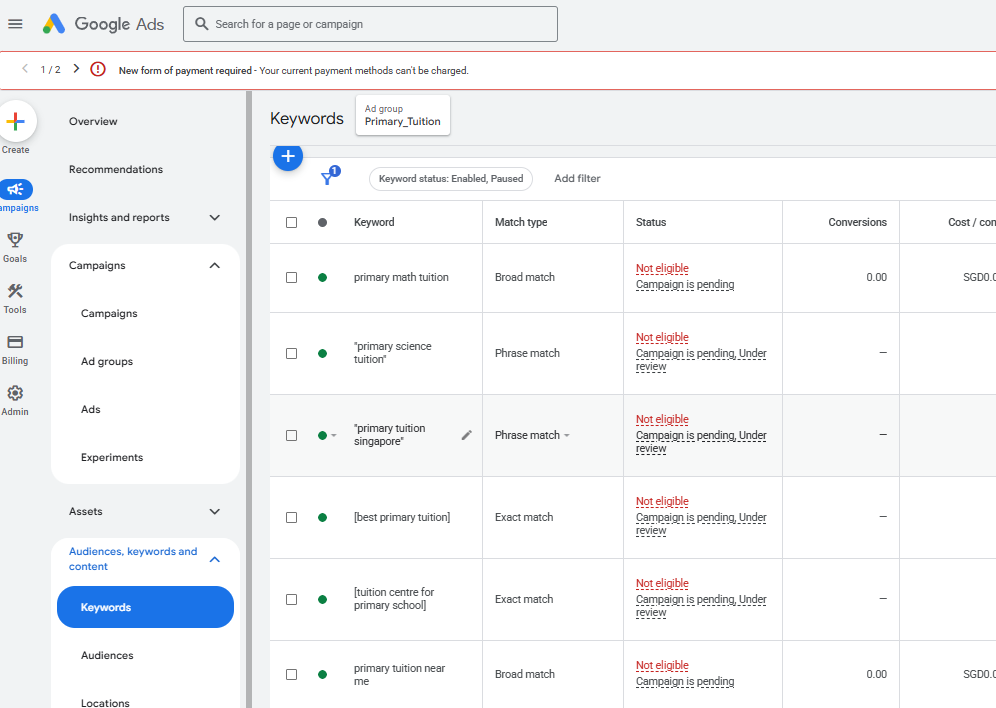 Google Ads
Search for a page or campaign
1 / 2
New form of payment required - Your current payment methods can't be charged.
Create
Overview
Recommendations
Insights and reports
ampaigns
Goals
Tools
Billing
Admin
Campaigns
Campaigns
Ad groups
Ads
Experiments
Assets
Audiences, keywords and
content
Keywords
Audiences
Locations
Keywords
Ad group
Primary_Tuition
1
Keyword status: Enabled, Paused
Add filter
Keyword Match type Status Conversions Cost / con
primary math tuition Broad match Not eligible
Campaign is pending 0.00 SGD0.0
"primary science
tuition" Phrase match Not eligible
Campaign is pending, Under
review —
"primary tuition
singapore" Phrase match Not eligible
Campaign is pending, Under
review —
[best primary tuition] Exact match Not eligible
Campaign is pending, Under
review —
[tuition centre for
primary school] Exact match Not eligible
Campaign is pending, Under
review —
primary tuition near
me Broad match Not eligible
Campaign is pending 0.00 SGD0.0